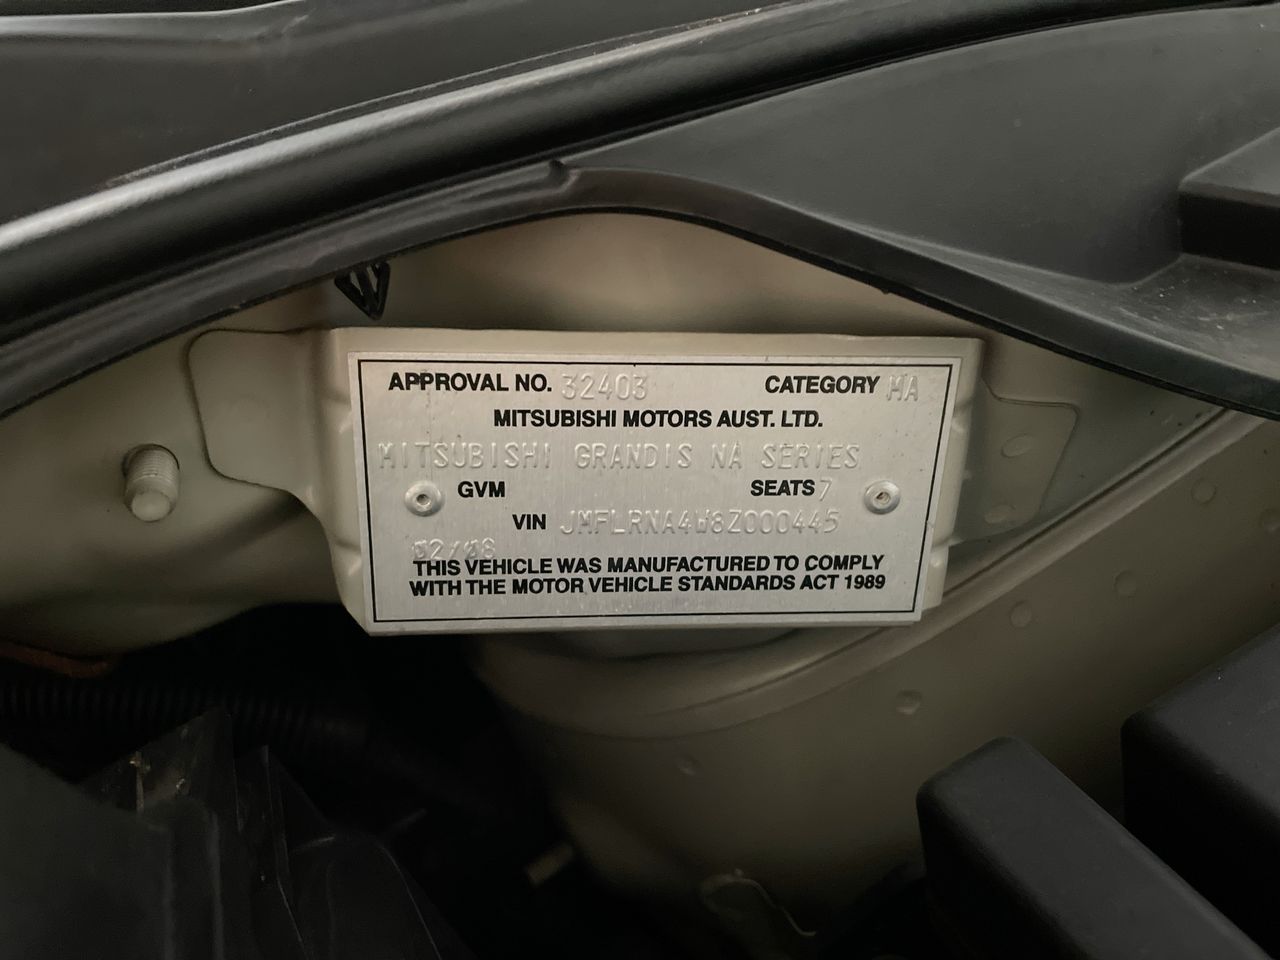 APPROVAL NO. 32403 CATEGORY MA
MITSUBISHI MOTORS AUST. LTD.
MITSUBISHI GRANDIS NA SERIES
GVM SEATS 7
VIN JMFLRNA4W8Z000445
02/08
THIS VEHICLE WAS MANUFACTURED TO COMPLY
WITH THE MOTOR VEHICLE STANDARDS ACT 1989